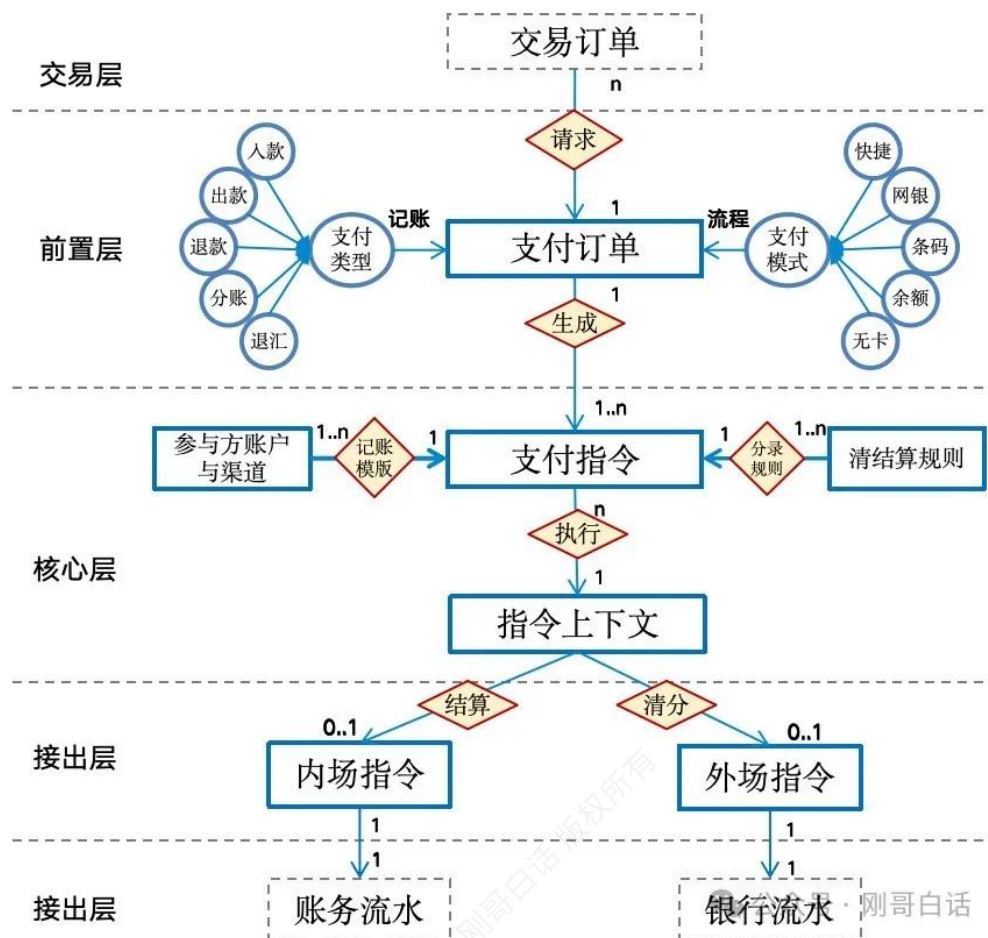 交易订单
交易层
n
请求
1
入款
出款
退款
分账
退汇
支付
类型
记账
前置层
支付订单
流程
支付
模式
快捷
网银
条码
余额
无卡
1
生成
1..n
参与方账户
与渠道
1..n
记账
模版
1
支付指令
1
分录
规则
1..n
清结算规则
n
执行
1
核心层
指令上下文
结算
清分
0..1
0..1
接出层
内场指令
外场指令
1
1
1
1
接出层
账务流水
银行流水
刚哥白话 版权所有
公众号 · 刚哥白话